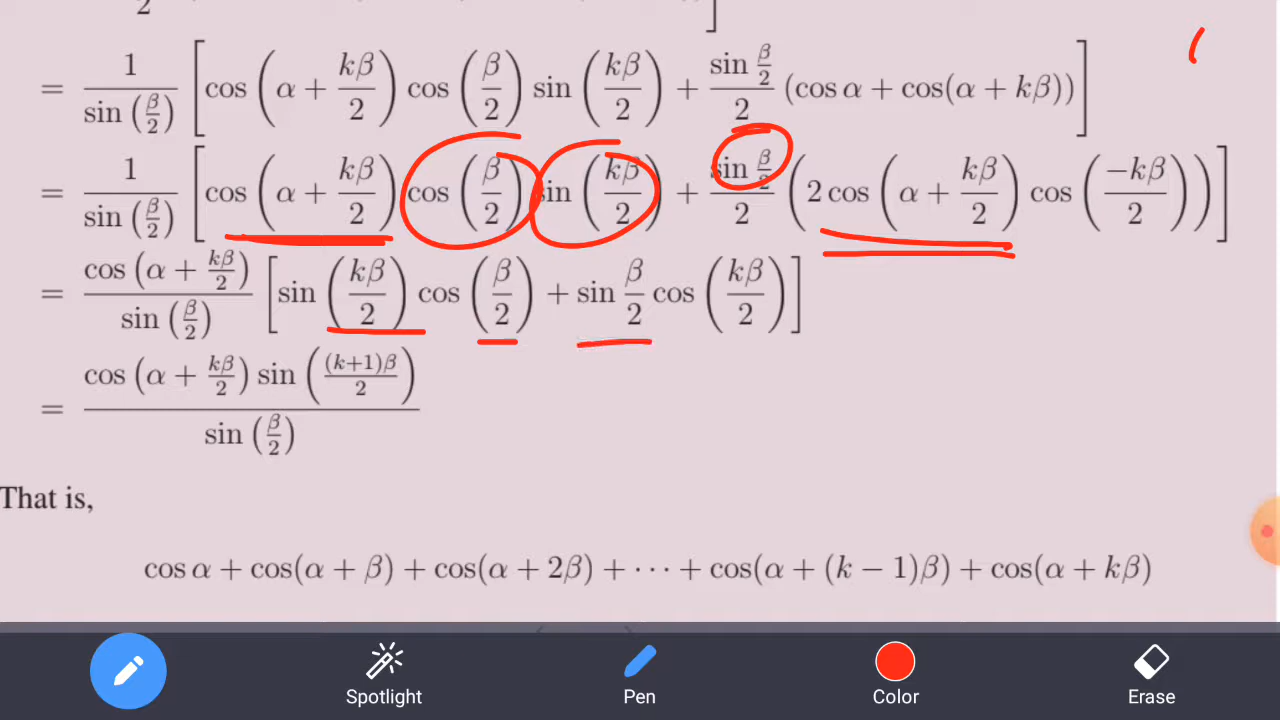 = 1/sin(β/2) [cos(α + kβ/2) cos(β/2) sin(kβ/2) + sin β/2 / 2 (cos α + cos(α + kβ))]
= 1/sin(β/2) [cos(α + kβ/2) cos(β/2) sin(kβ/2) + sin β/2 / 2 (2 cos(α + kβ/2) cos(-kβ/2))]
= cos(α + kβ/2)/sin(β/2) [sin(kβ/2) cos(β/2) + sin β/2 cos(kβ/2)]
= cos(α + kβ/2) sin((k+1)β/2) / sin(β/2)
That is,
cos α + cos(α + β) + cos(α + 2β) + ··· + cos(α + (k − 1)β) + cos(α + kβ)
Spotlight Pen Color Erase